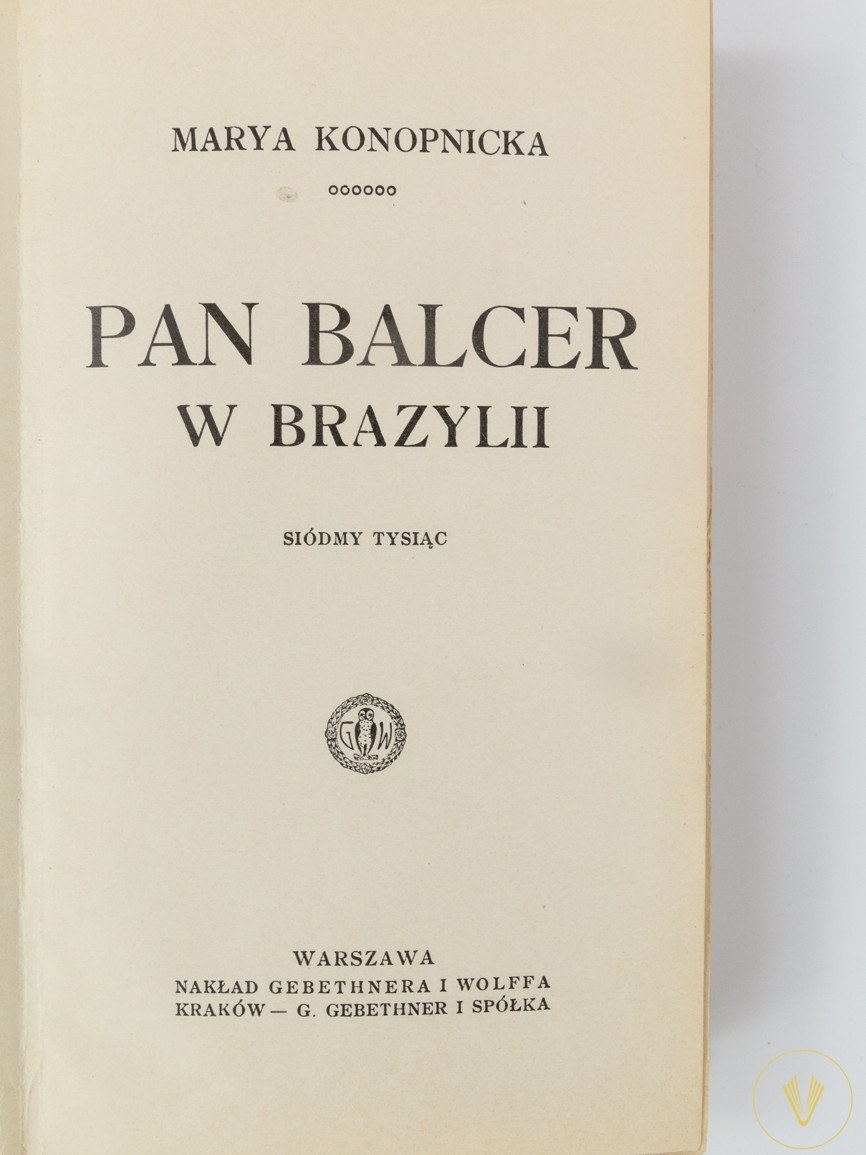 MARYA KONOPNICKA
PAN BALCER
W BRAZYLII
SIÓDMY TYSIĄC
G W
WARSZAWA
NAKŁAD GEBETHNERA I WOLFFA
KRAKÓW — G. GEBETHNER I SPÓŁKA